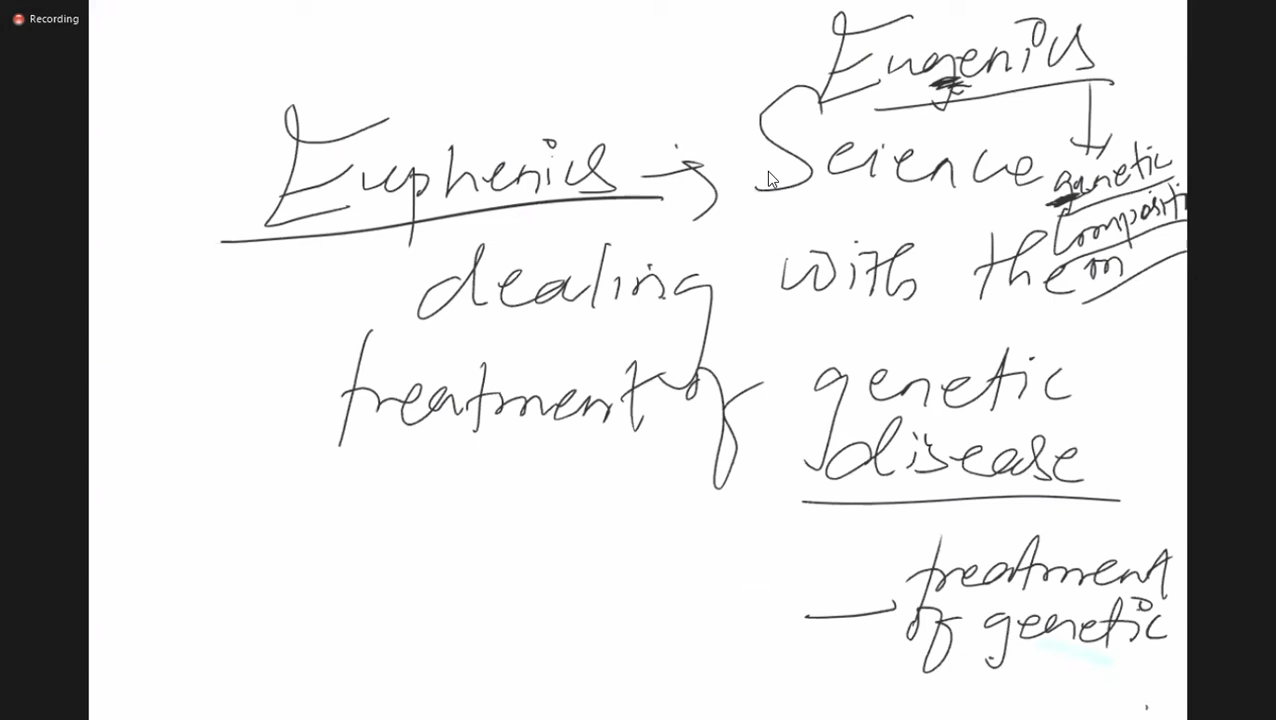 Recording
Eugenics
Euphenics → Science
genetic
composition
dealing with the
treatment of genetic
disease
— treatment
of genetic